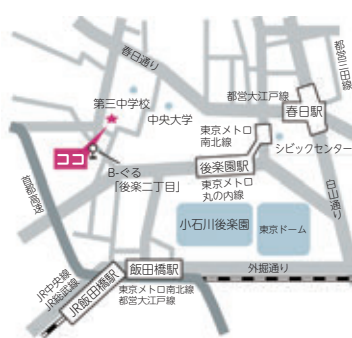 春日通り
都営三田線
都営大江戸線
春日駅
第三中学校
中央大学
東京メトロ
南北線
シビックセンター
ココ
B-ぐる
「後楽二丁目」
後楽園駅
東京メトロ
丸の内線
白山通り
小石川後楽園
東京ドーム
飯田橋駅
外堀通り
JR中央線
JR総武線
JR飯田橋駅
東京メトロ南北線
都営大江戸線